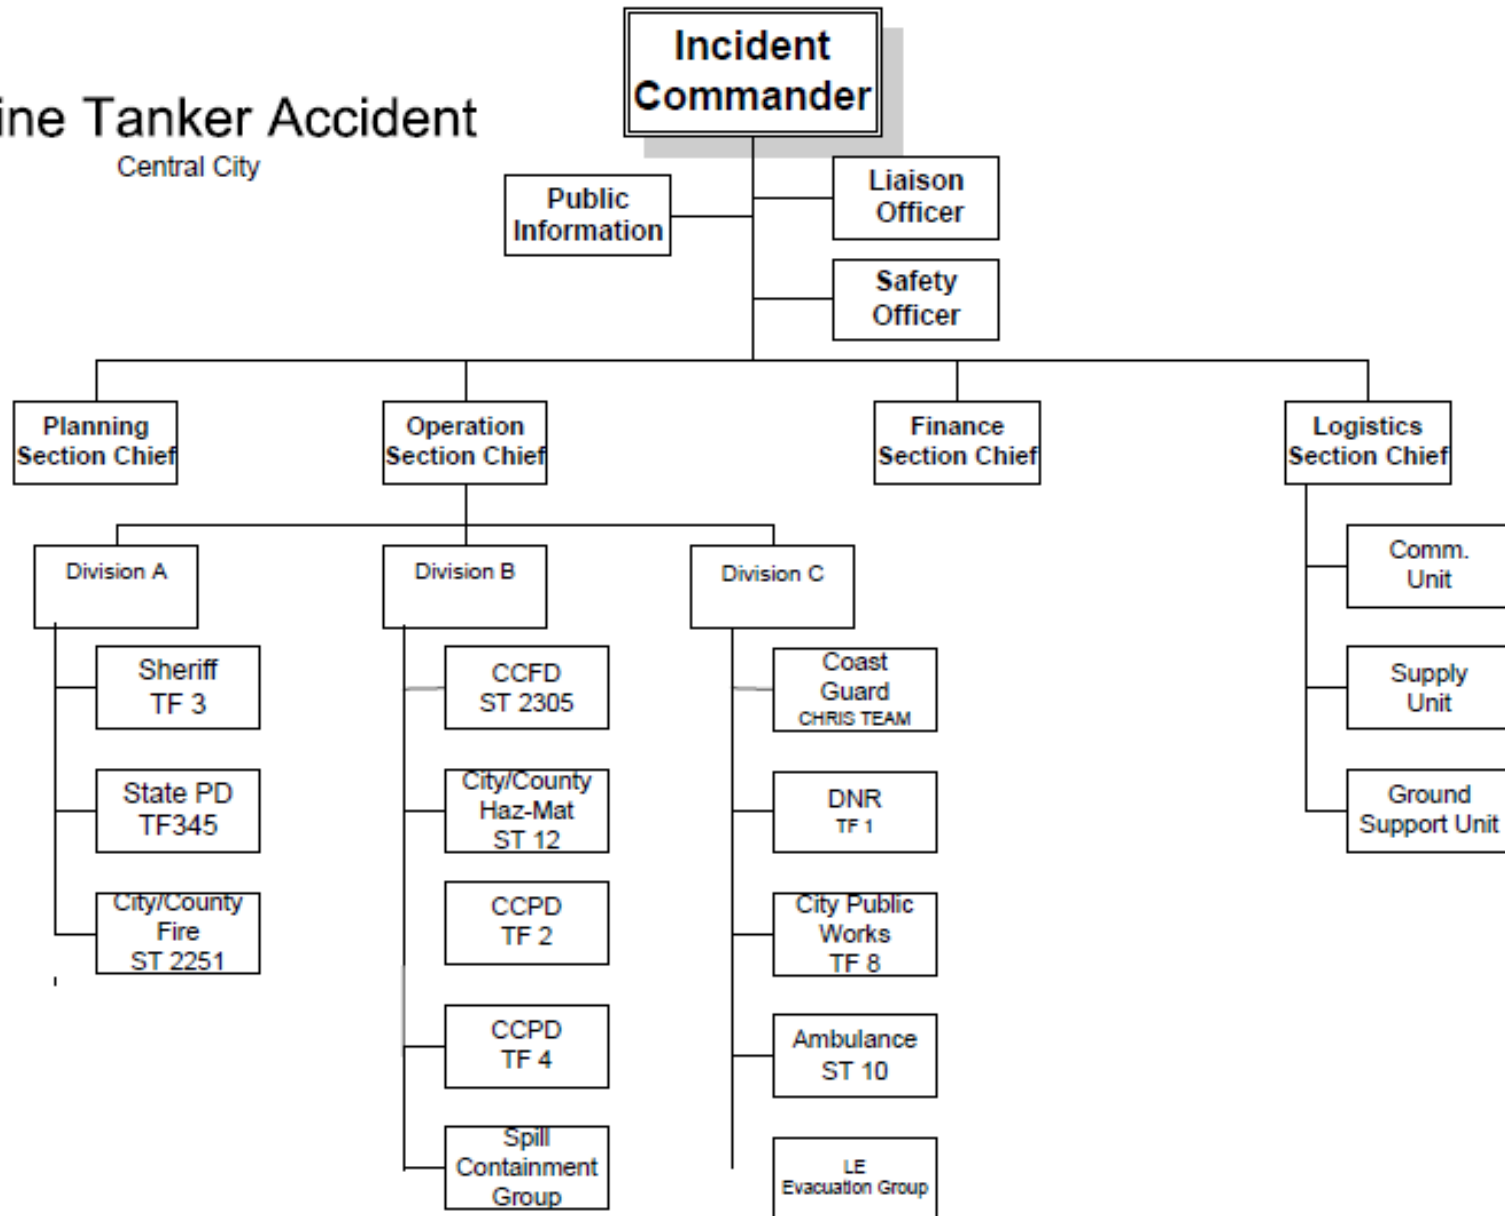 Incident
Commander
ine Tanker Accident
Central City
Public
Information
Liaison
Officer
Safety
Officer
Planning
Section Chief
Operation
Section Chief
Finance
Section Chief
Logistics
Section Chief
Division A
Division B
Division C
Comm.
Unit
Sheriff
TF 3
CCFD
ST 2305
Coast
Guard
CHRIS TEAM
Supply
Unit
State PD
TF345
City/County
Haz-Mat
ST 12
DNR
TF 1
Ground
Support Unit
City/County
Fire
ST 2251
CCPD
TF 2
City Public
Works
TF 8
CCPD
TF 4
Ambulance
ST 10
Spill
Containment
Group
LE
Evacuation Group